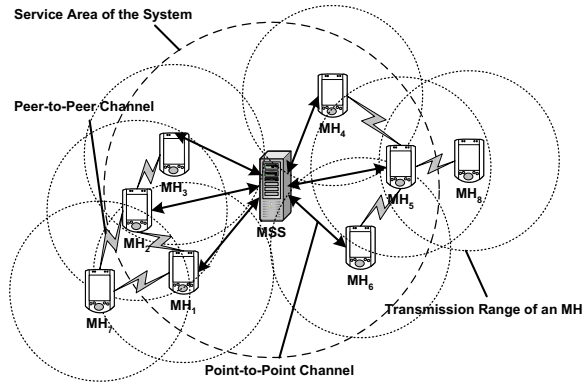 Service Area of the System
Peer-to-Peer Channel
MH4
MH3
MH5
MH8
MSS
MH2
MH6
MH1
MH7
Transmission Range of an MH
Point-to-Point Channel